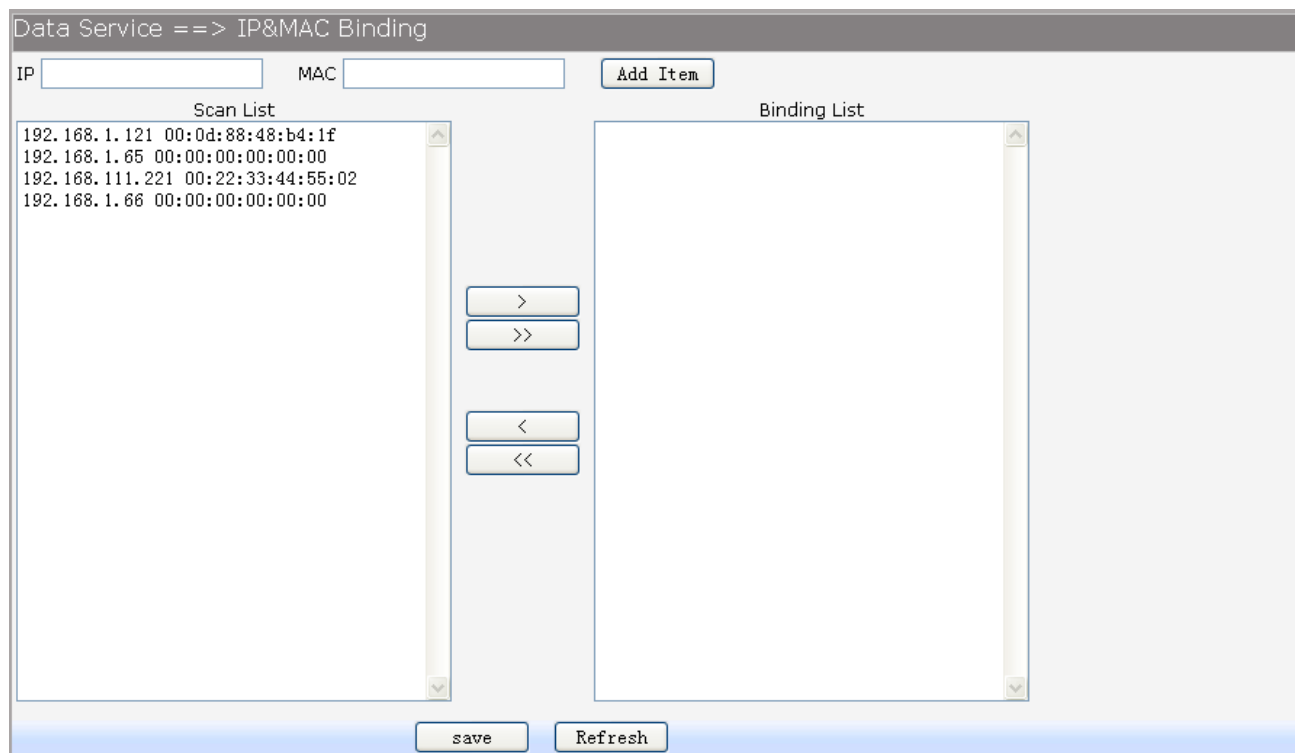 Data Service ==> IP&MAC Binding
IP MAC Add Item
Scan List
192.168.1.121 00:0d:88:48:b4:1f
192.168.1.65 00:00:00:00:00:00
192.168.111.221 00:22:33:44:55:02
192.168.1.66 00:00:00:00:00:00
>
>>
<
<<
Binding List
save Refresh